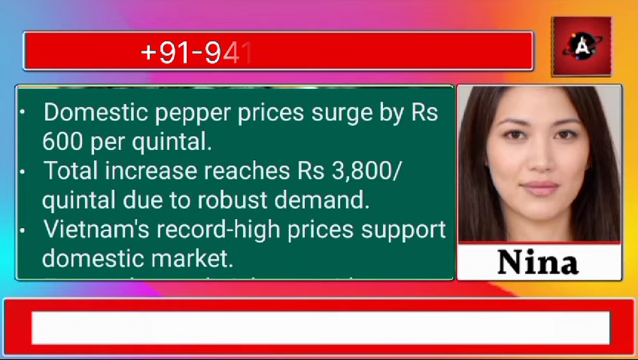 +91-941
A
• Domestic pepper prices surge by Rs
600 per quintal.
• Total increase reaches Rs 3,800/
quintal due to robust demand.
• Vietnam's record-high prices support
domestic market.
Nina